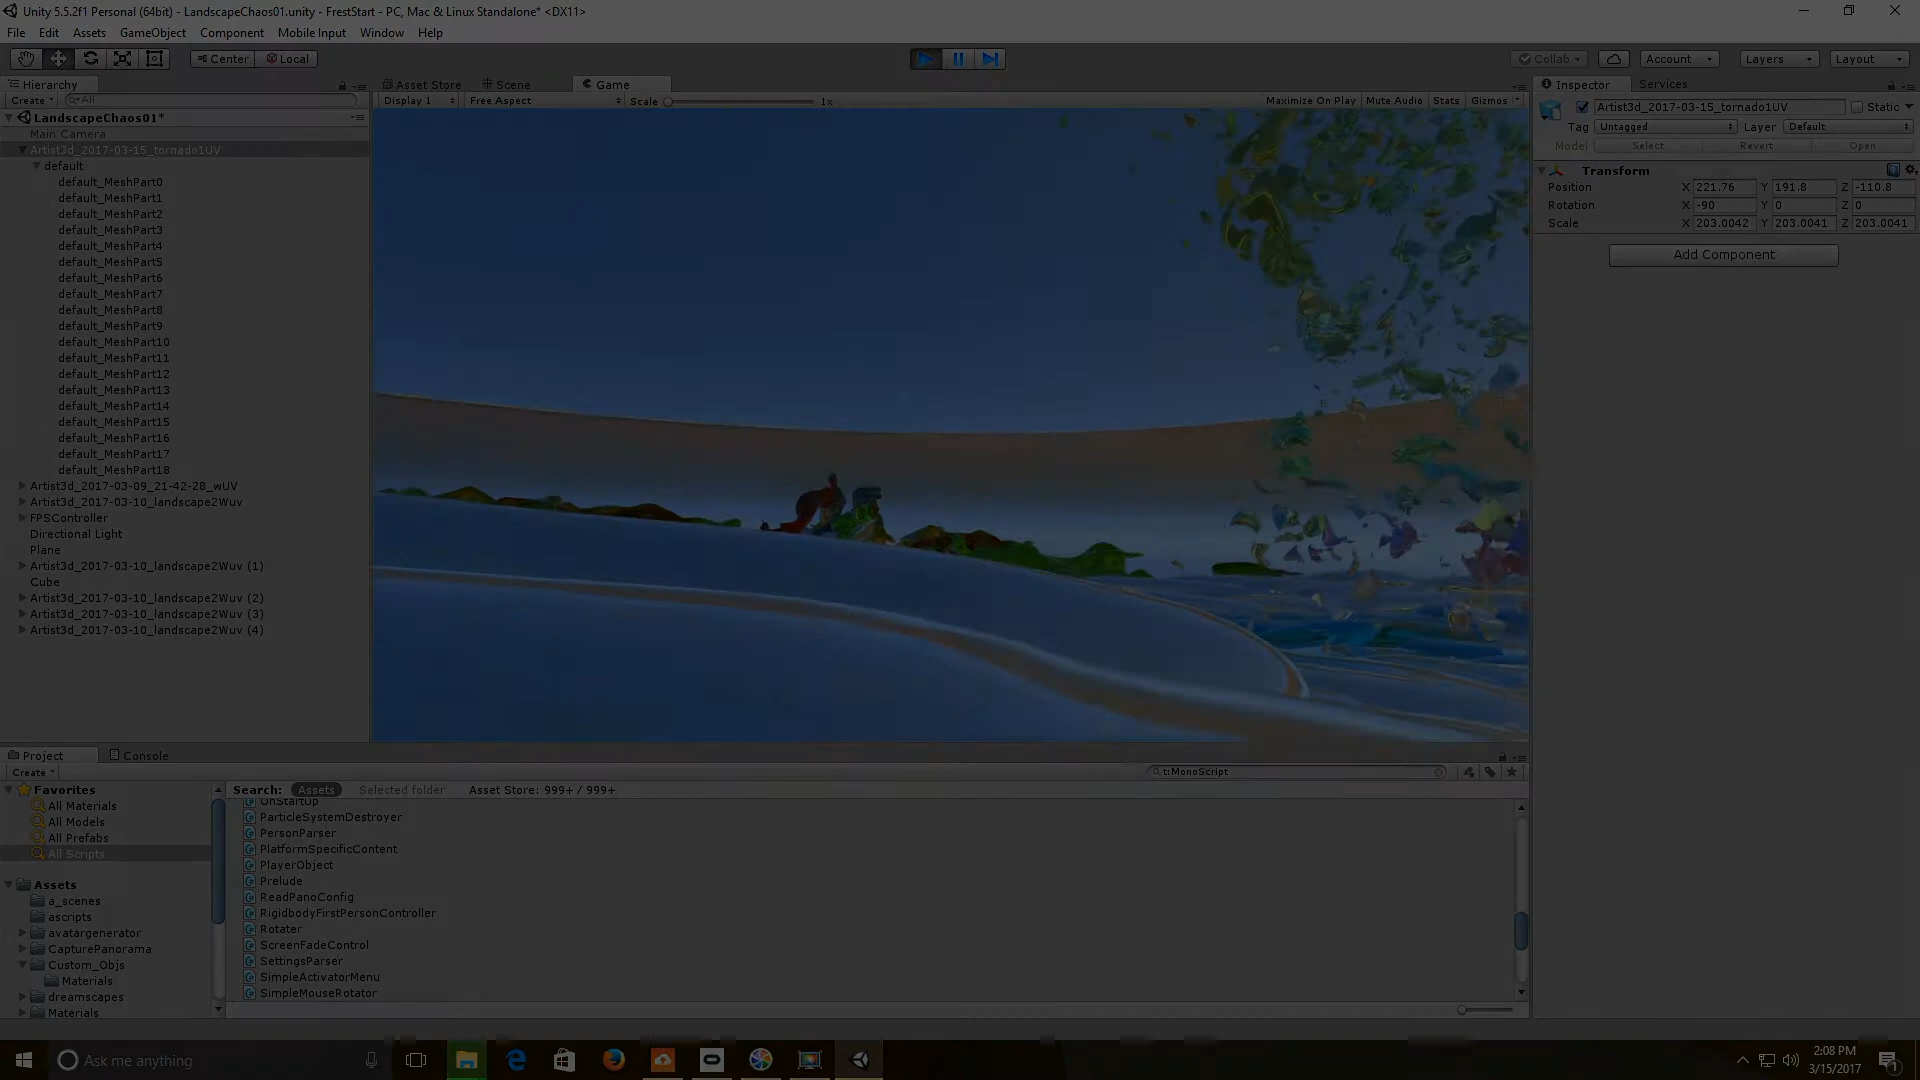 Unity 5.5.2f1 Personal (64bit) - LandscapeChaos01.unity - FrestStart - PC, Mac & Linux Standalone* <DX11>
File Edit Assets GameObject Component Mobile Input Window Help
Center Local Collab Account Layers Layout
Hierarchy Asset Store Scene Game Inspector Services
Create All Display 1 Free Aspect Scale 1x Maximize On Play Mute Audio Stats Gizmos
Artist3d_2017-03-15_tornado1UV Static
LandscapeChaos01*
Tag Untagged Layer Default
Main Camera
Model Select Revert Open
Artist3d_2017-03-15_tornado1UV
default
Transform
default_MeshPart0
Position X 221.76 Y 191.8 Z -110.8
default_MeshPart1
Rotation X -90 Y 0 Z 0
default_MeshPart2
Scale X 203.0042 Y 203.0041 Z 203.0041
default_MeshPart3
default_MeshPart4
Add Component
default_MeshPart5
default_MeshPart6
default_MeshPart7
default_MeshPart8
default_MeshPart9
default_MeshPart10
default_MeshPart11
default_MeshPart12
default_MeshPart13
default_MeshPart14
default_MeshPart15
default_MeshPart16
default_MeshPart17
default_MeshPart18
Artist3d_2017-03-09_21-42-28_wUV
Artist3d_2017-03-10_landscape2Wuv
FPSController
Directional Light
Plane
Artist3d_2017-03-10_landscape2Wuv (1)
Cube
Artist3d_2017-03-10_landscape2Wuv (2)
Artist3d_2017-03-10_landscape2Wuv (3)
Artist3d_2017-03-10_landscape2Wuv (4)
Project Console
Create t:MonoScript
Favorites
All Materials
All Models
All Prefabs
All Scripts
Assets
a_scenes
ascripts
avatargenerator
CapturePanorama
Custom_Objs
Materials
dreamscapes
Materials
Search: Assets Selected folder Asset Store: 999+ / 999+
OnStartUp
ParticleSystemDestroyer
PersonParser
PlatformSpecificContent
PlayerObject
Prelude
ReadPanoConfig
RigidbodyFirstPersonController
Rotater
ScreenFadeControl
SettingsParser
SimpleActivatorMenu
SimpleMouseRotator
Ask me anything
2:08 PM
3/15/2017
1